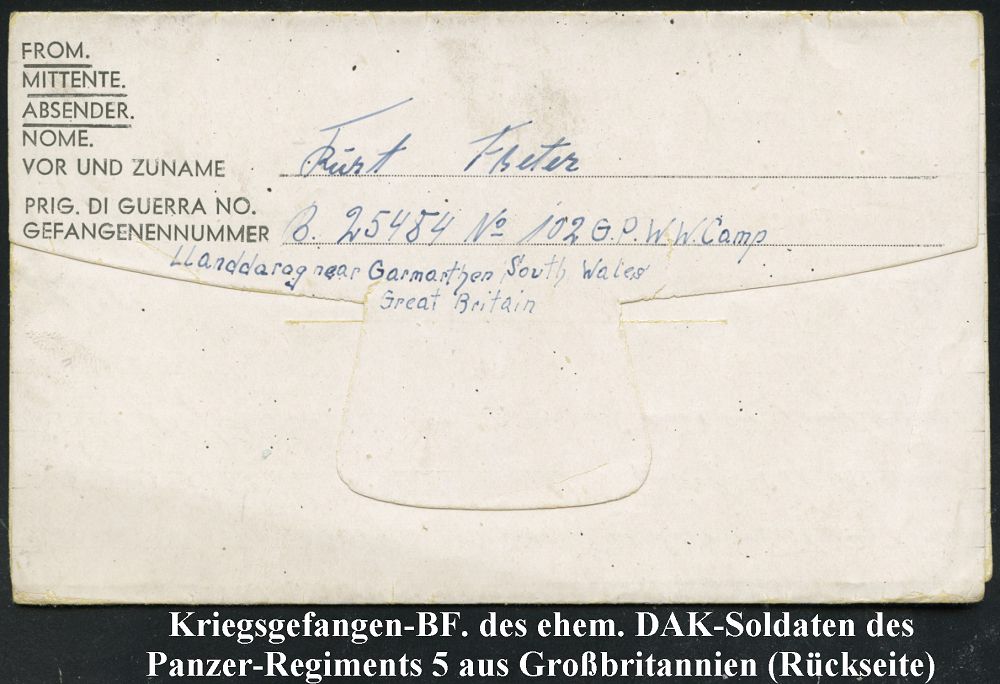 FROM.
MITTENTE.
ABSENDER.
NOME.
VOR UND ZUNAME Kurt Freter
PRIG. DI GUERRA NO.
GEFANGENENNUMMER B. 25484 No 102 G.P.W.W. Camp
Llanddarog near Carmarthen South Wales
Great Britain
Kriegsgefangen-BF. des ehem. DAK-Soldaten des
Panzer-Regiments 5 aus Großbritannien (Rückseite)